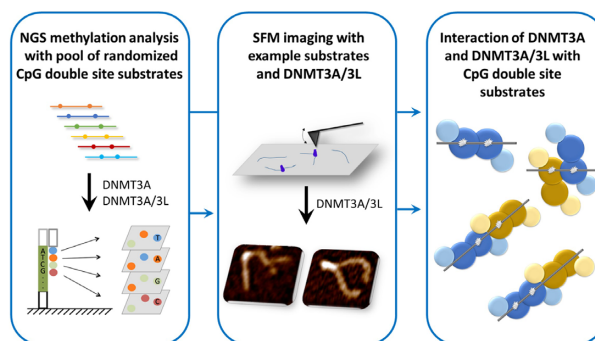 NGS methylation analysis
with pool of randomized
CpG double site substrates
DNMT3A
DNMT3A/3L
A
T
C
G
T
A
G
C
SFM imaging with
example substrates
and DNMT3A/3L
DNMT3A/3L
Interaction of DNMT3A
and DNMT3A/3L with
CpG double site
substrates